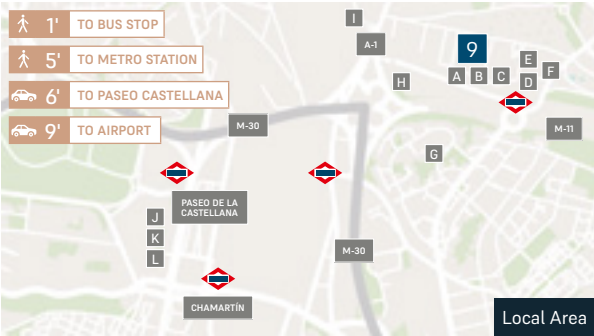 1' TO BUS STOP
5' TO METRO STATION
6' TO PASEO CASTELLANA
9' TO AIRPORT
I
A-1
9
H
A B C D E F
M-30
M-11
G
PASEO DE LA
CASTELLANA
J
K
L
M-30
CHAMARTÍN
Local Area